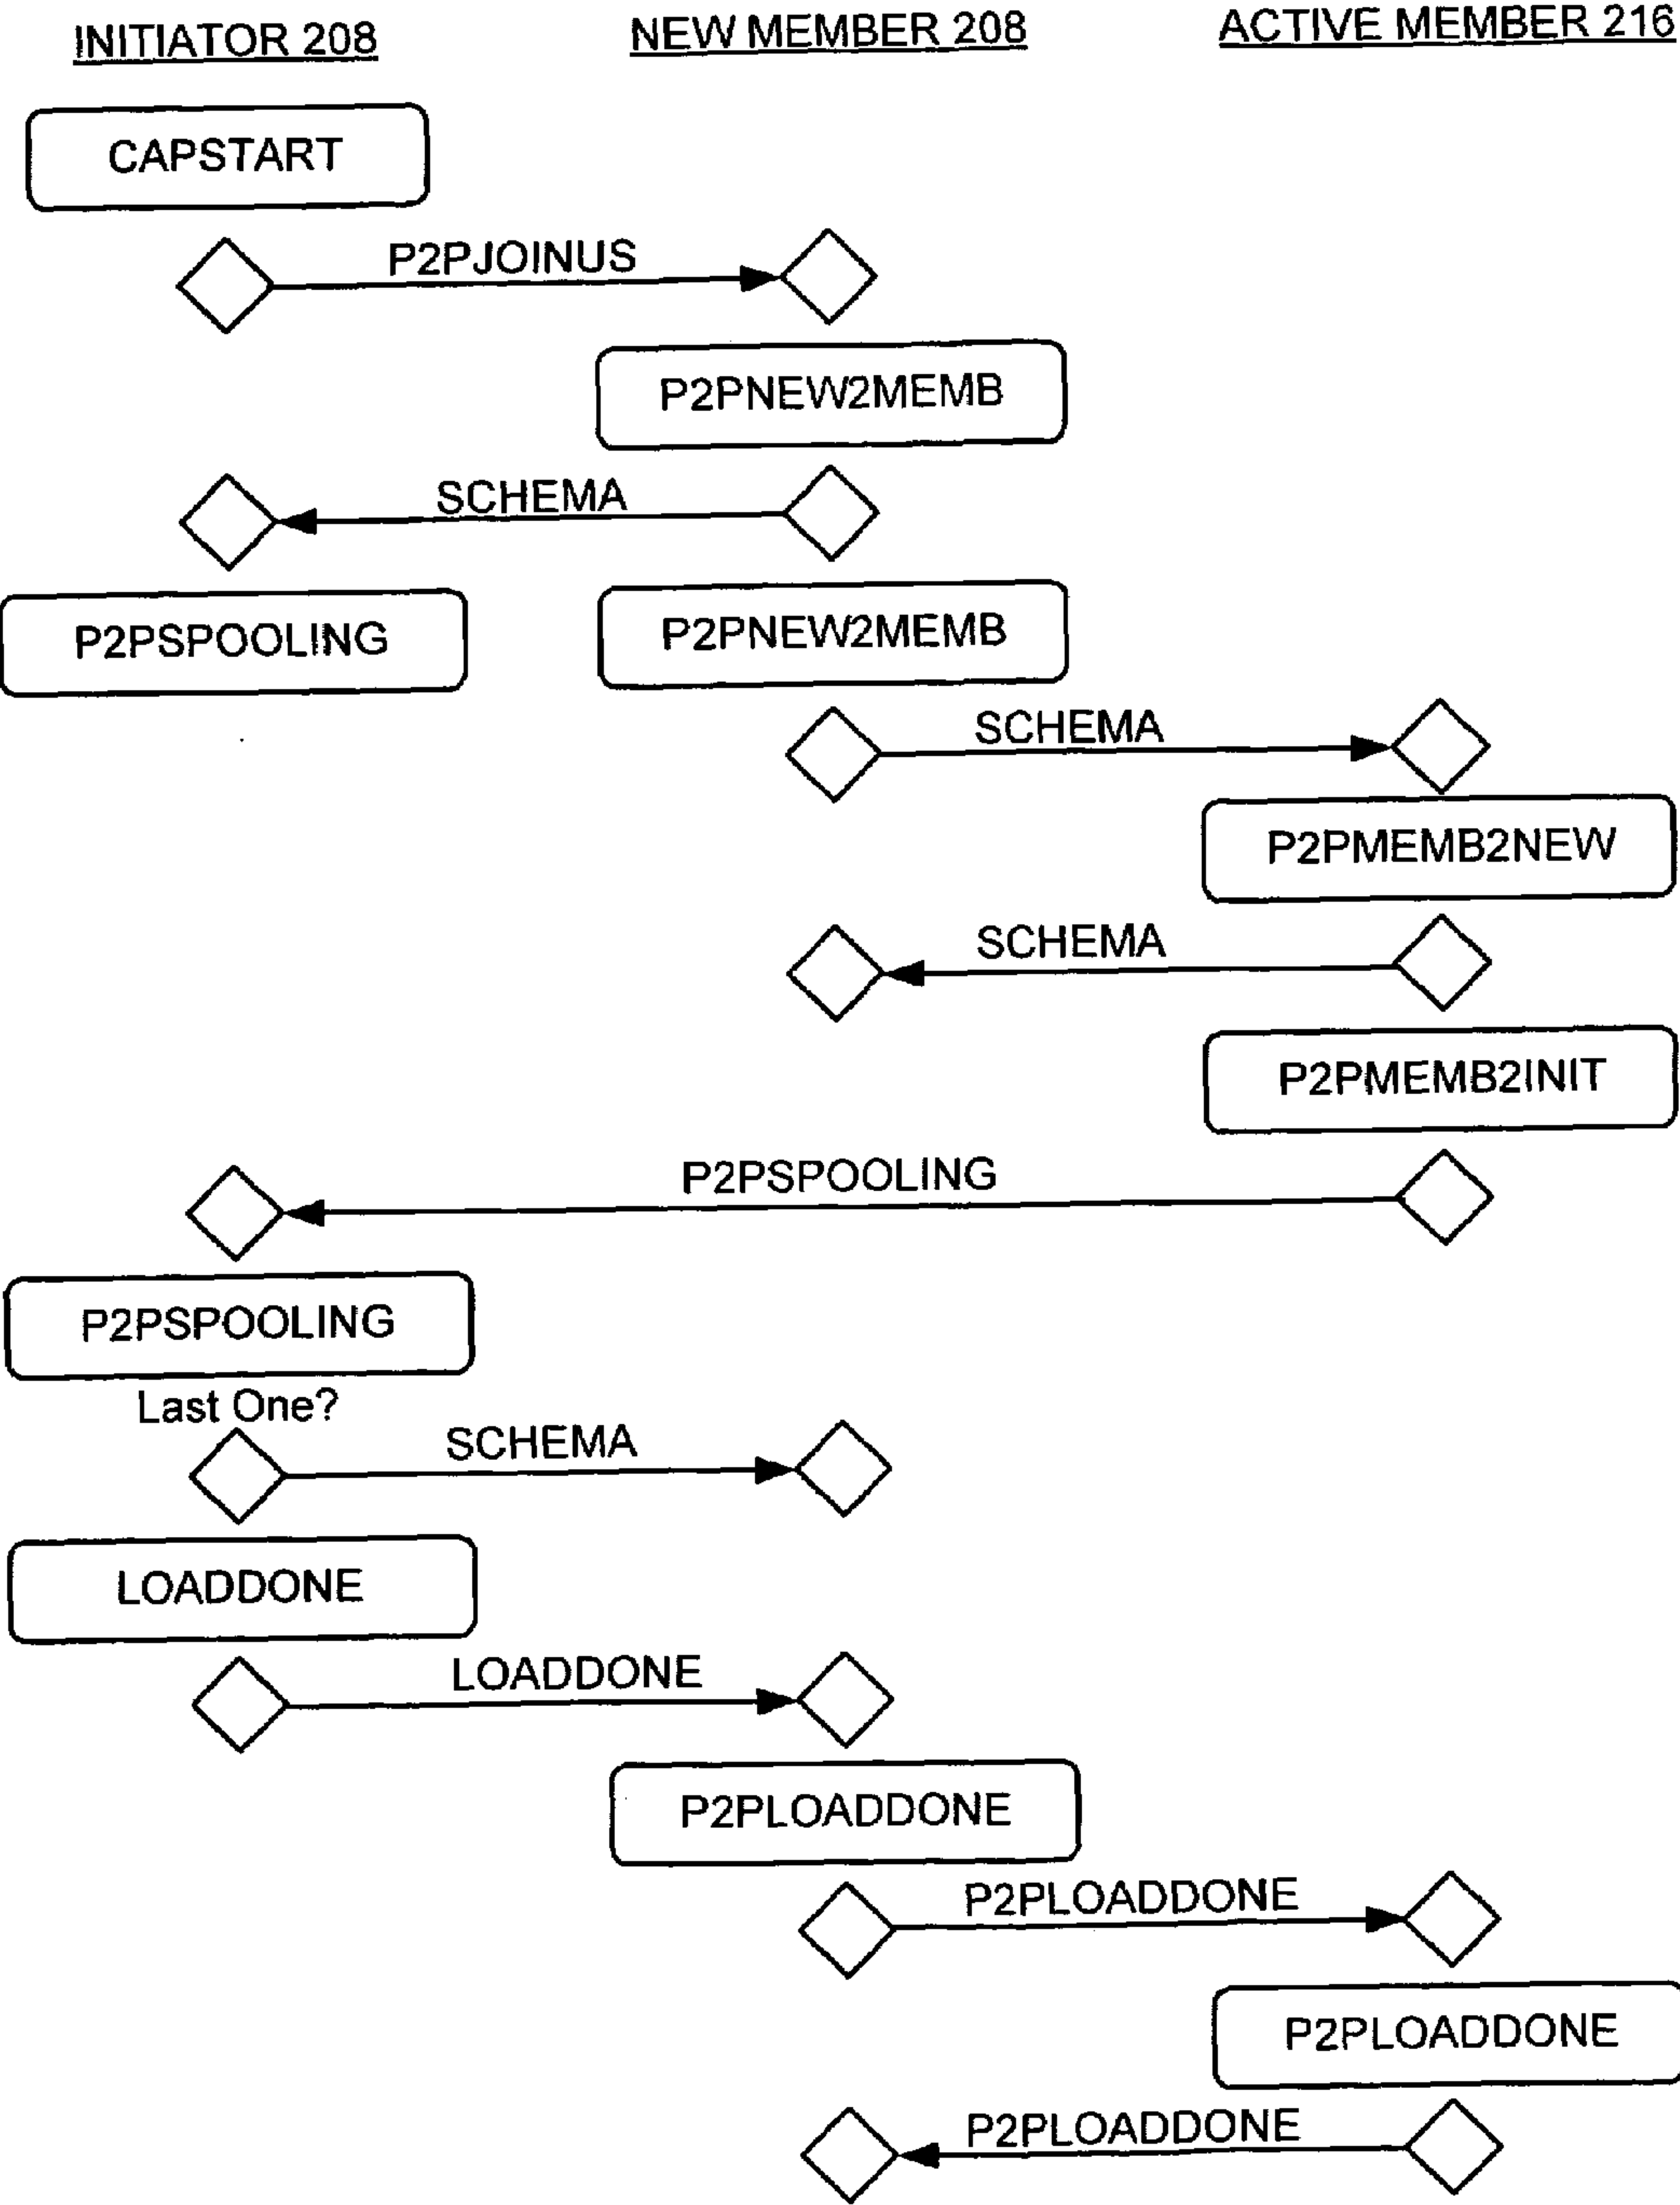 INITIATOR 208
NEW MEMBER 208
ACTIVE MEMBER 216
CAPSTART
P2PJOINUS
P2PNEW2MEMB
SCHEMA
P2PSPOOLING
P2PNEW2MEMB
SCHEMA
P2PMEMB2NEW
SCHEMA
P2PMEMB2INIT
P2PSPOOLING
P2PSPOOLING
Last One?
SCHEMA
LOADDONE
LOADDONE
P2PLOADDONE
P2PLOADDONE
P2PLOADDONE
P2PLOADDONE